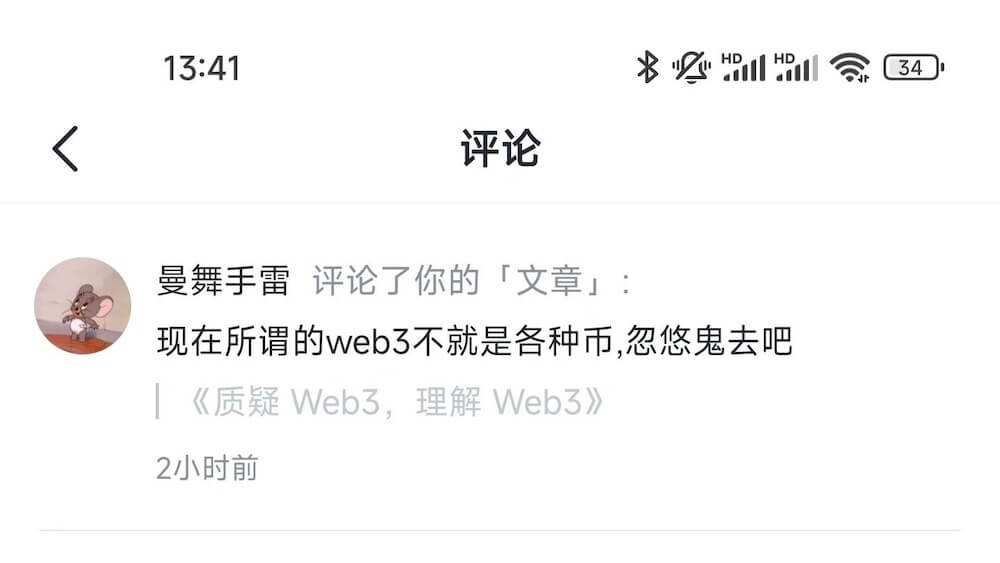 13:41 HD HD 34
评论
曼舞手雷 评论了你的「文章」:
现在所谓的web3不就是各种币,忽悠鬼去吧
《质疑 Web3，理解 Web3》
2小时前